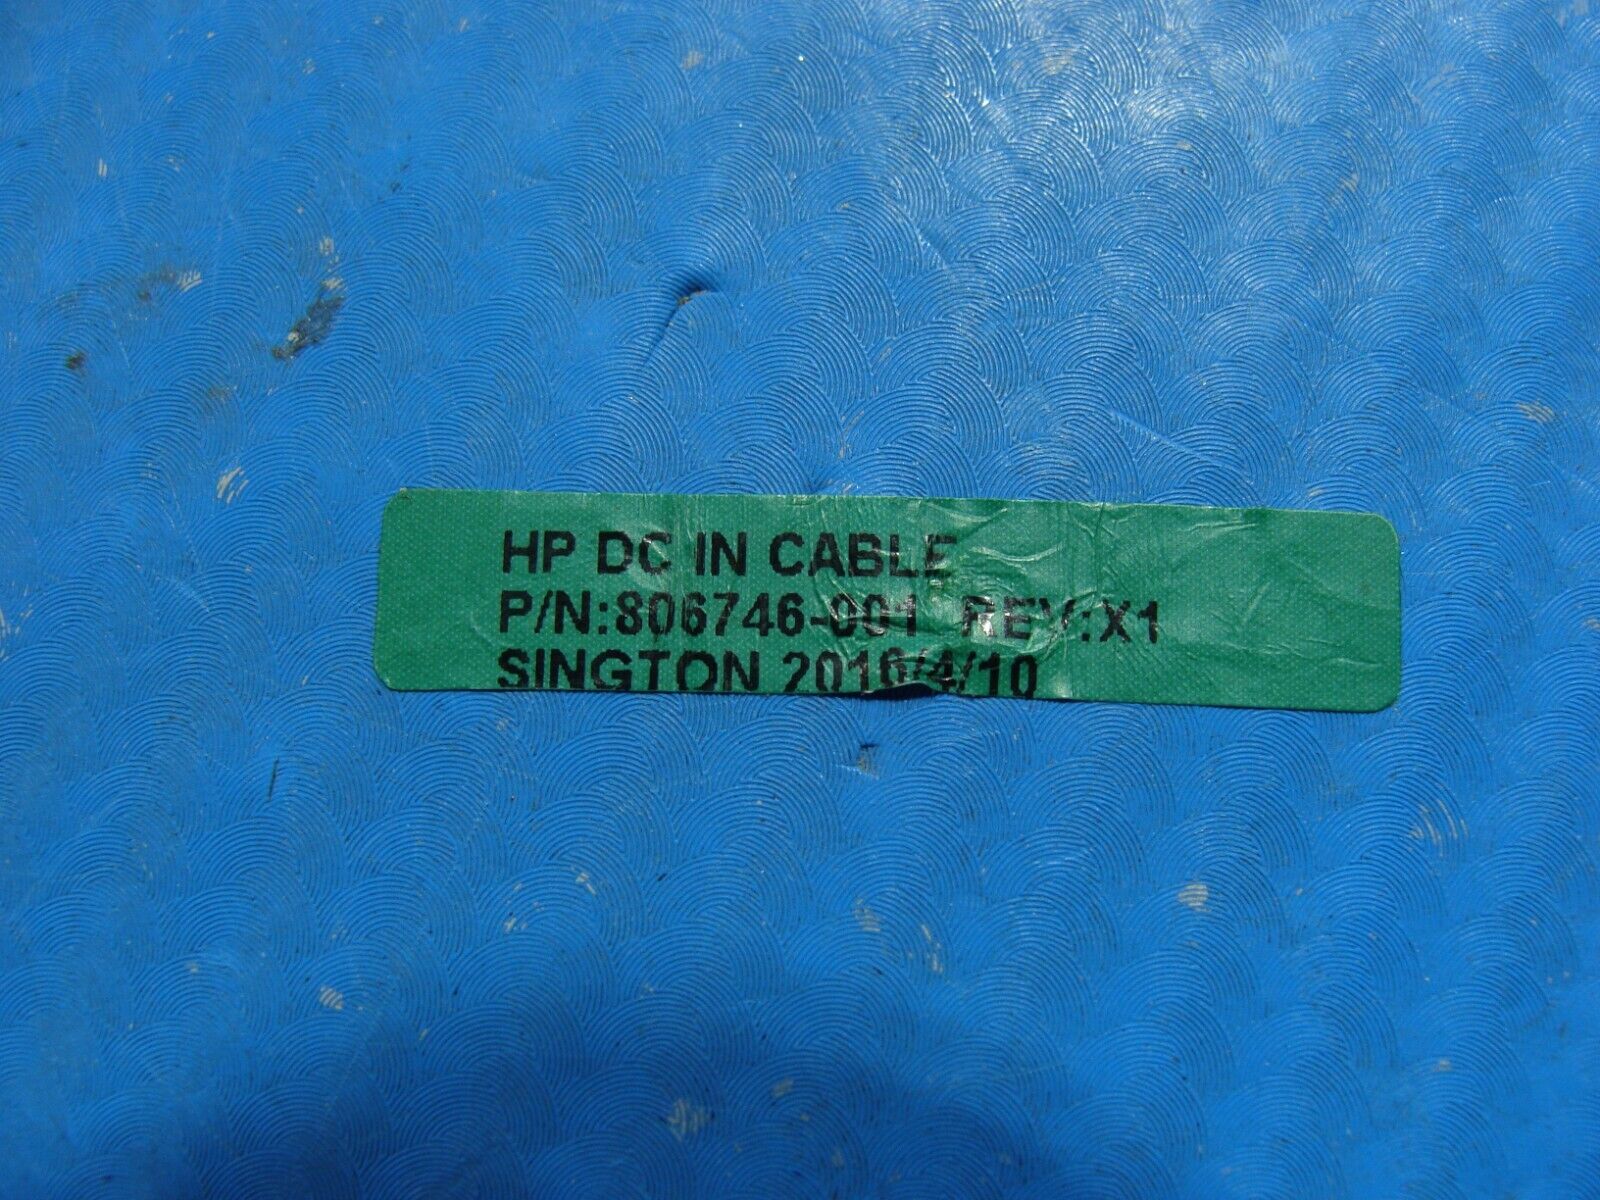 HP DC IN CABLE
P/N:806746-001 REV:X1
SINGTON 2016/4/10